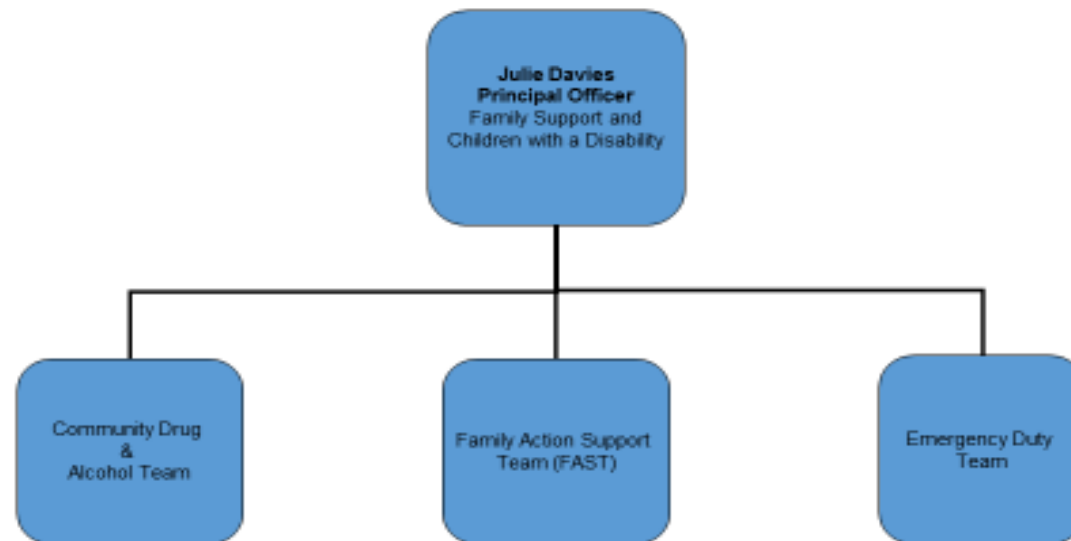 Julie Davies
Principal Officer
Family Support and
Children with a Disability
Community Drug
&
Alcohol Team
Family Action Support
Team (FAST)
Emergency Duty
Team